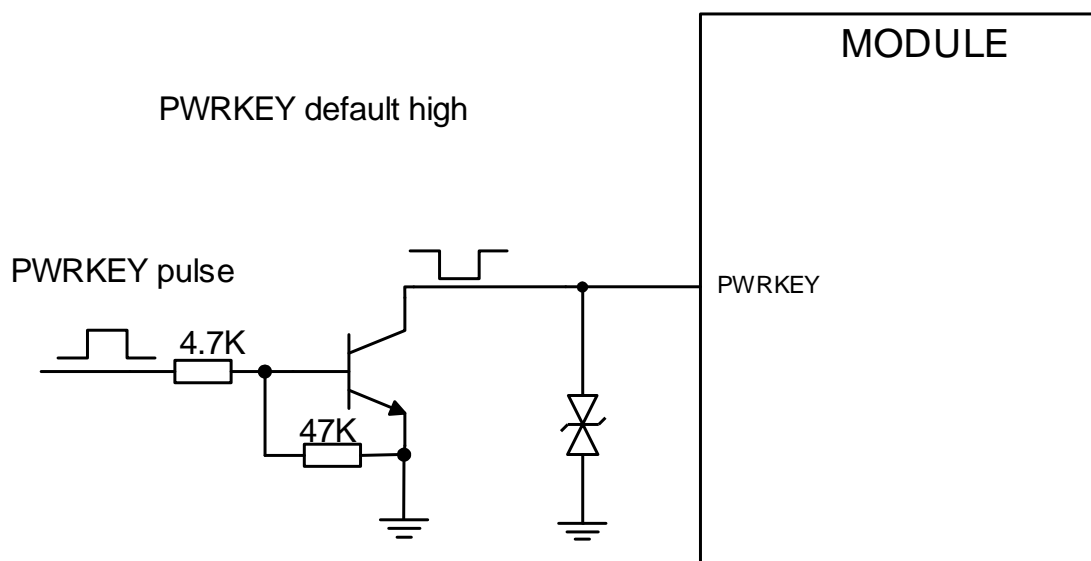 MODULE
PWRKEY default high
PWRKEY pulse
PWRKEY
4.7K
47K